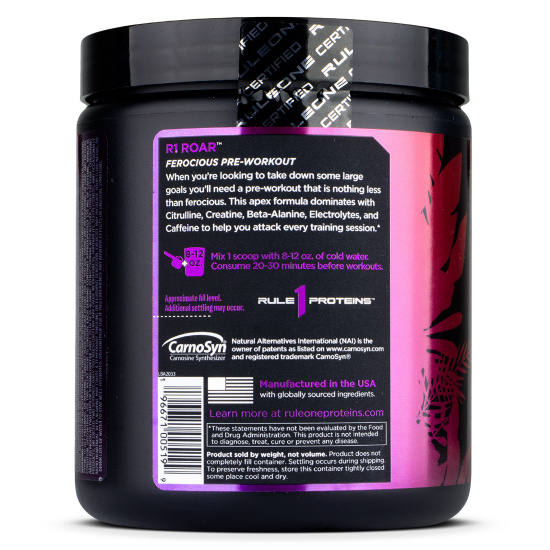 RULEONE
CERTIFIED
R1 ROAR™
FEROCIOUS PRE-WORKOUT
When you're looking to take down some large
goals you'll need a pre-workout that is nothing less
than ferocious. This apex formula dominates with
Citrulline, Creatine, Beta-Alanine, Electrolytes, and
Caffeine to help you attack every training session.*
8-12
OZ
Mix 1 scoop with 8-12 oz. of cold water.
Consume 20-30 minutes before workouts.
Approximate fill level.
Additional settling may occur.
RULE 1 PROTEINS™
CarnoSyn®
Carnosine Synthesizer
Natural Alternatives International (NAI) is the
owner of patents as listed on www.carnosyn.com
and registered trademark CarnoSyn®
LBA2033
Manufactured in the USA
with globally sourced ingredients.
Learn more at ruleoneproteins.com
*These statements have not been evaluated by the Food
and Drug Administration. This product is not intended
to diagnose, treat, cure or prevent any disease.
Product sold by weight, not volume. Product does not
completely fill container. Settling occurs during shipping.
To preserve freshness, store this container tightly closed
some place cool and dry.
1 96671 00519 9